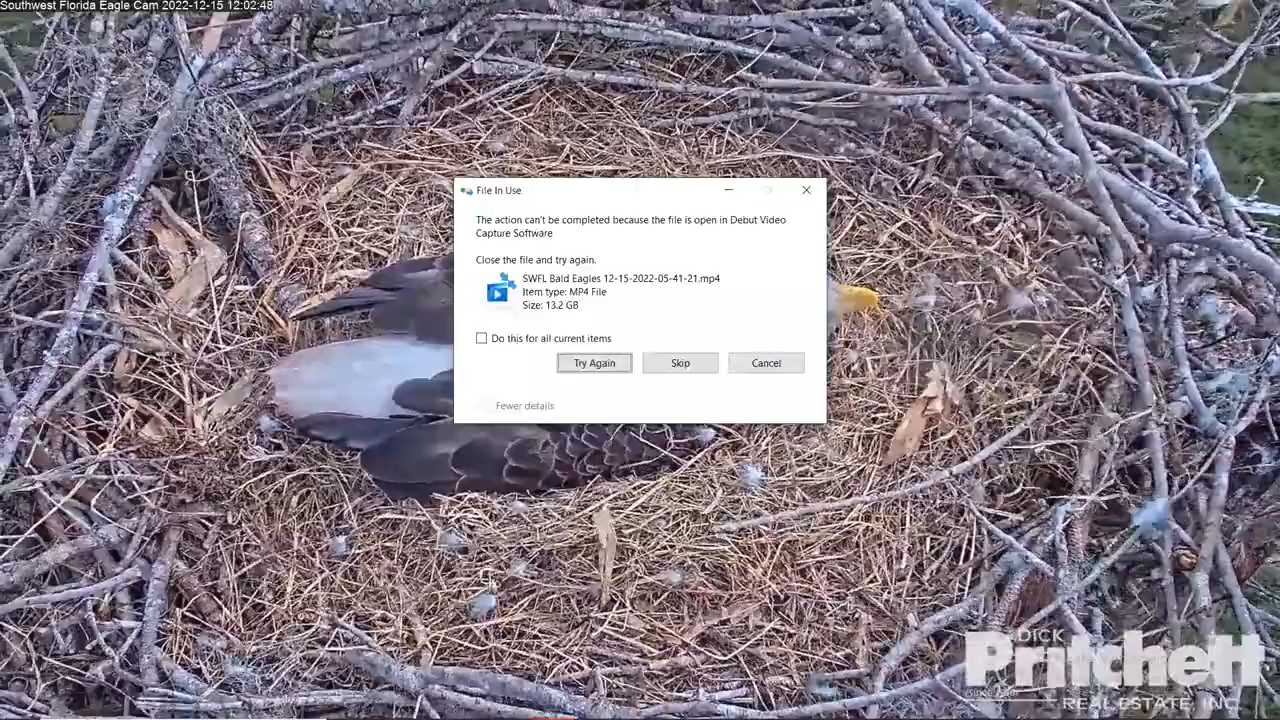 Southwest Florida Eagle Cam 2022-12-15 12:02:48
File In Use
The action can't be completed because the file is open in Debut Video
Capture Software
Close the file and try again.
SWFL Bald Eagles 12-15-2022-05-41-21.mp4
Item type: MP4 File
Size: 13.2 GB
Do this for all current items
Try Again
Skip
Cancel
Fewer details
DICK
Pritchett
REAL ESTATE, INC.